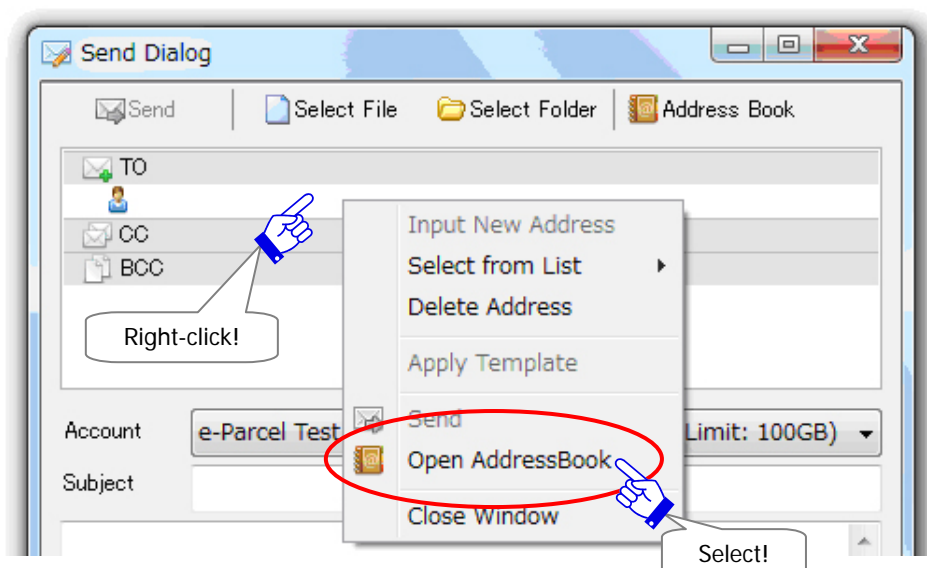 Send Dialog
Send Select File Select Folder Address Book
TO
CC
BCC
Right-click!
Input New Address
Select from List
Delete Address
Apply Template
Send
Open AddressBook
Close Window
Account e-Parcel Test Limit: 100GB)
Subject
Select!